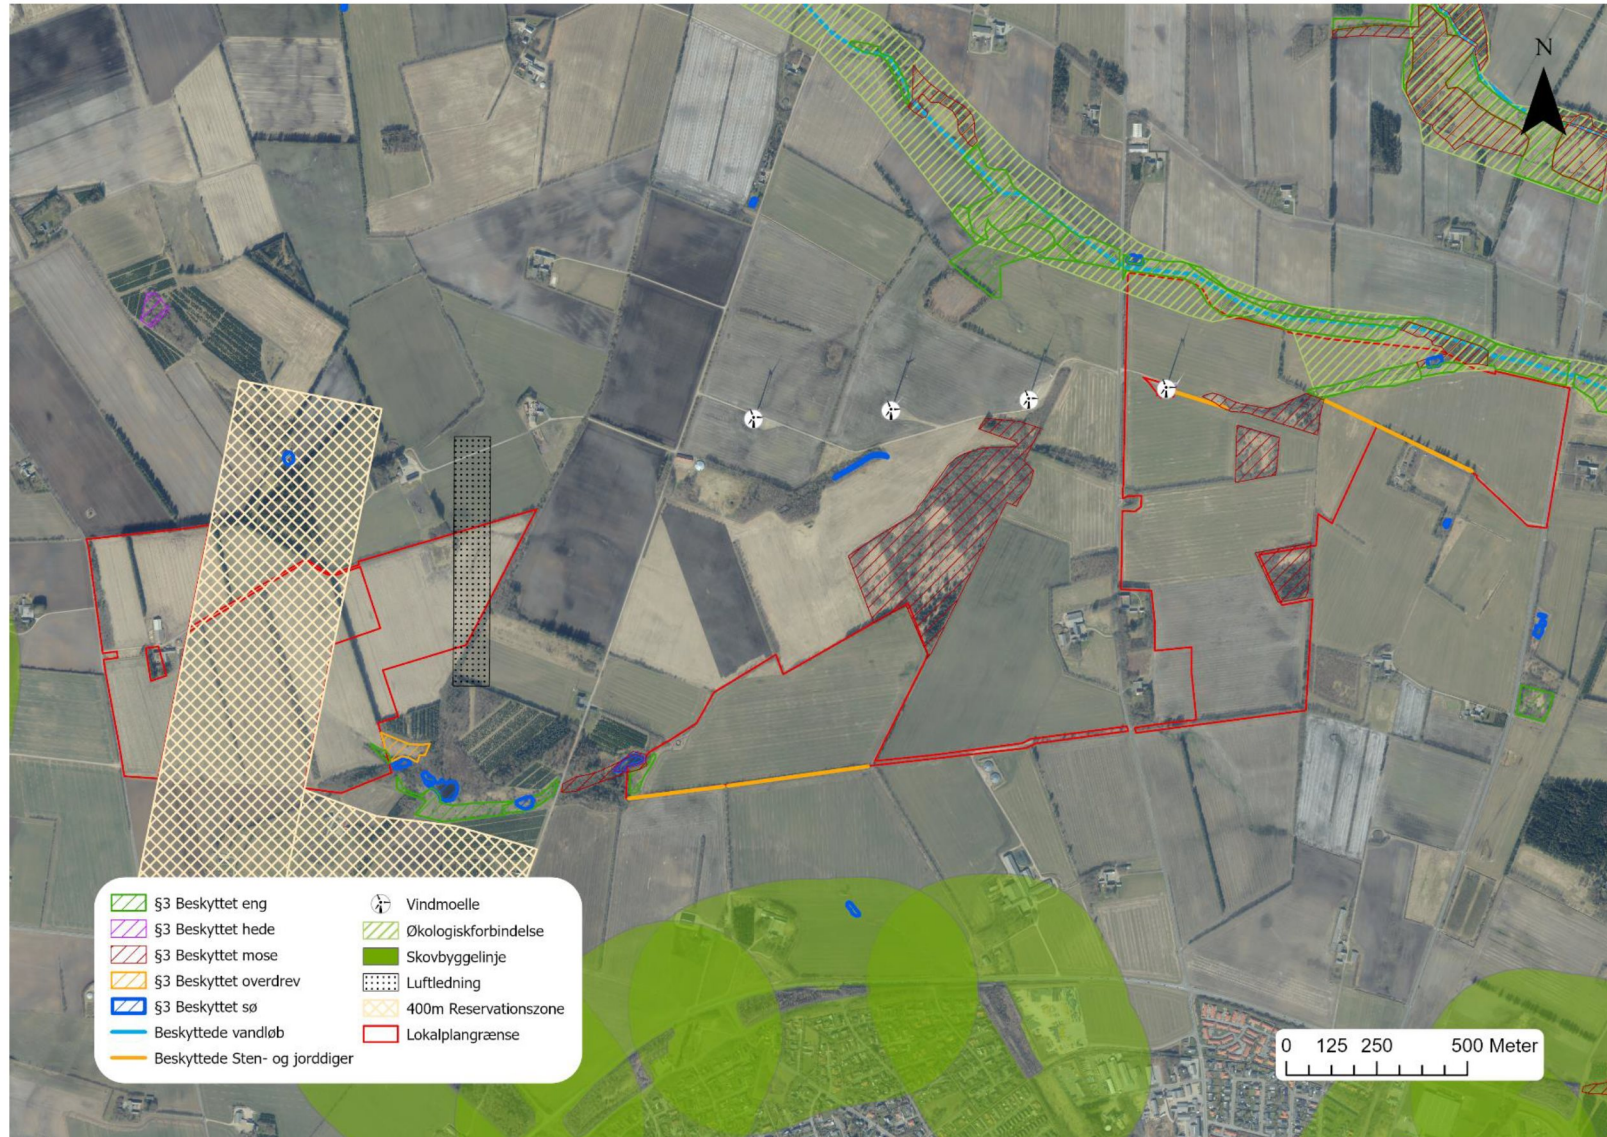 N
§3 Beskyttet eng
§3 Beskyttet hede
§3 Beskyttet mose
§3 Beskyttet overdrev
§3 Beskyttet sø
Beskyttede vandløb
Beskyttede Sten- og jorddiger
Vindmoelle
Økologiskforbindelse
Skovbyggelinje
Luftledning
400m Reservationszone
Lokalplangrænse
0 125 250 500 Meter